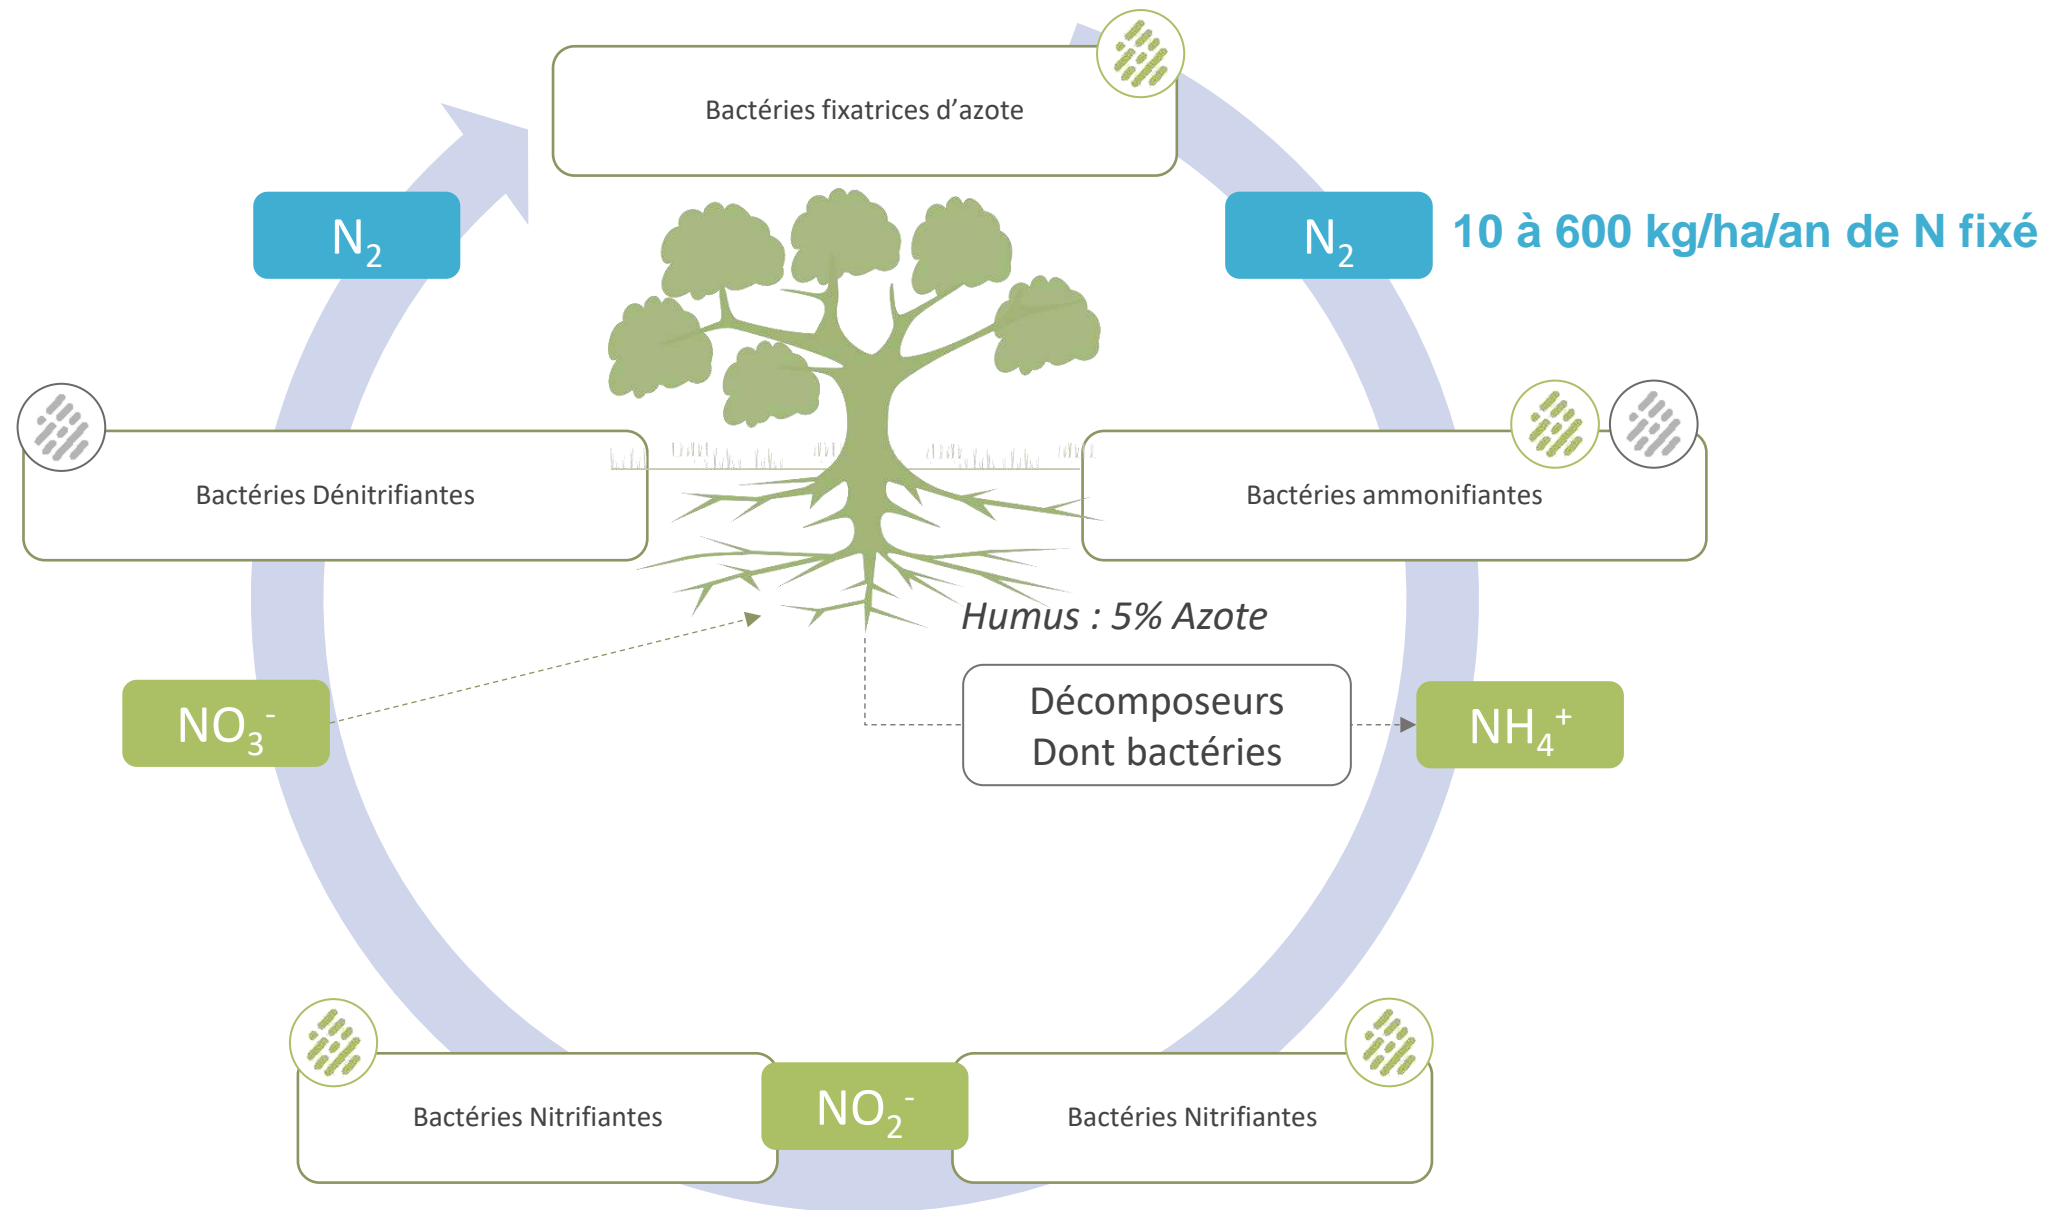 Bactéries fixatrices d’azote
N2
N2
10 à 600 kg/ha/an de N fixé
Bactéries Dénitrifiantes
Bactéries ammonifiantes
Humus : 5% Azote
Décomposeurs
Dont bactéries
NO3-
NH4+
Bactéries Nitrifiantes
NO2-
Bactéries Nitrifiantes